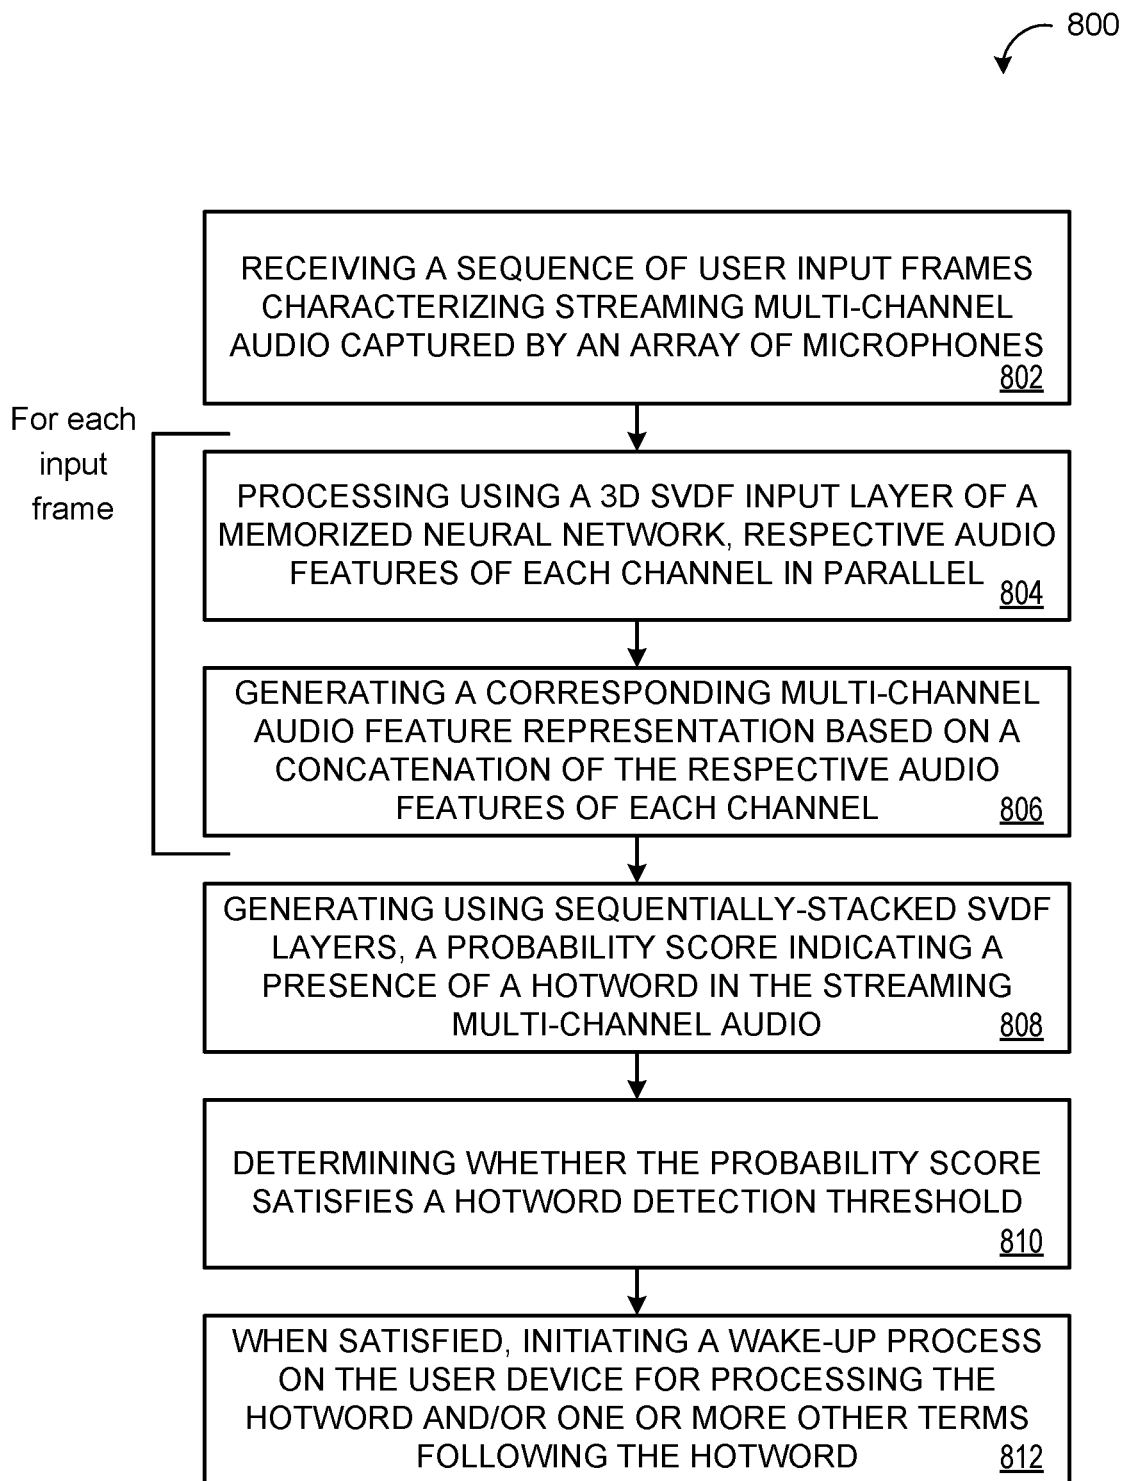 800
RECEIVING A SEQUENCE OF USER INPUT FRAMES
CHARACTERIZING STREAMING MULTI-CHANNEL
AUDIO CAPTURED BY AN ARRAY OF MICROPHONES
802
For each
input
frame
PROCESSING USING A 3D SVDF INPUT LAYER OF A
MEMORIZED NEURAL NETWORK, RESPECTIVE AUDIO
FEATURES OF EACH CHANNEL IN PARALLEL
804
GENERATING A CORRESPONDING MULTI-CHANNEL
AUDIO FEATURE REPRESENTATION BASED ON A
CONCATENATION OF THE RESPECTIVE AUDIO
FEATURES OF EACH CHANNEL 806
GENERATING USING SEQUENTIALLY-STACKED SVDF
LAYERS, A PROBABILITY SCORE INDICATING A
PRESENCE OF A HOTWORD IN THE STREAMING
MULTI-CHANNEL AUDIO 808
DETERMINING WHETHER THE PROBABILITY SCORE
SATISFIES A HOTWORD DETECTION THRESHOLD
810
WHEN SATISFIED, INITIATING A WAKE-UP PROCESS
ON THE USER DEVICE FOR PROCESSING THE
HOTWORD AND/OR ONE OR MORE OTHER TERMS
FOLLOWING THE HOTWORD 812